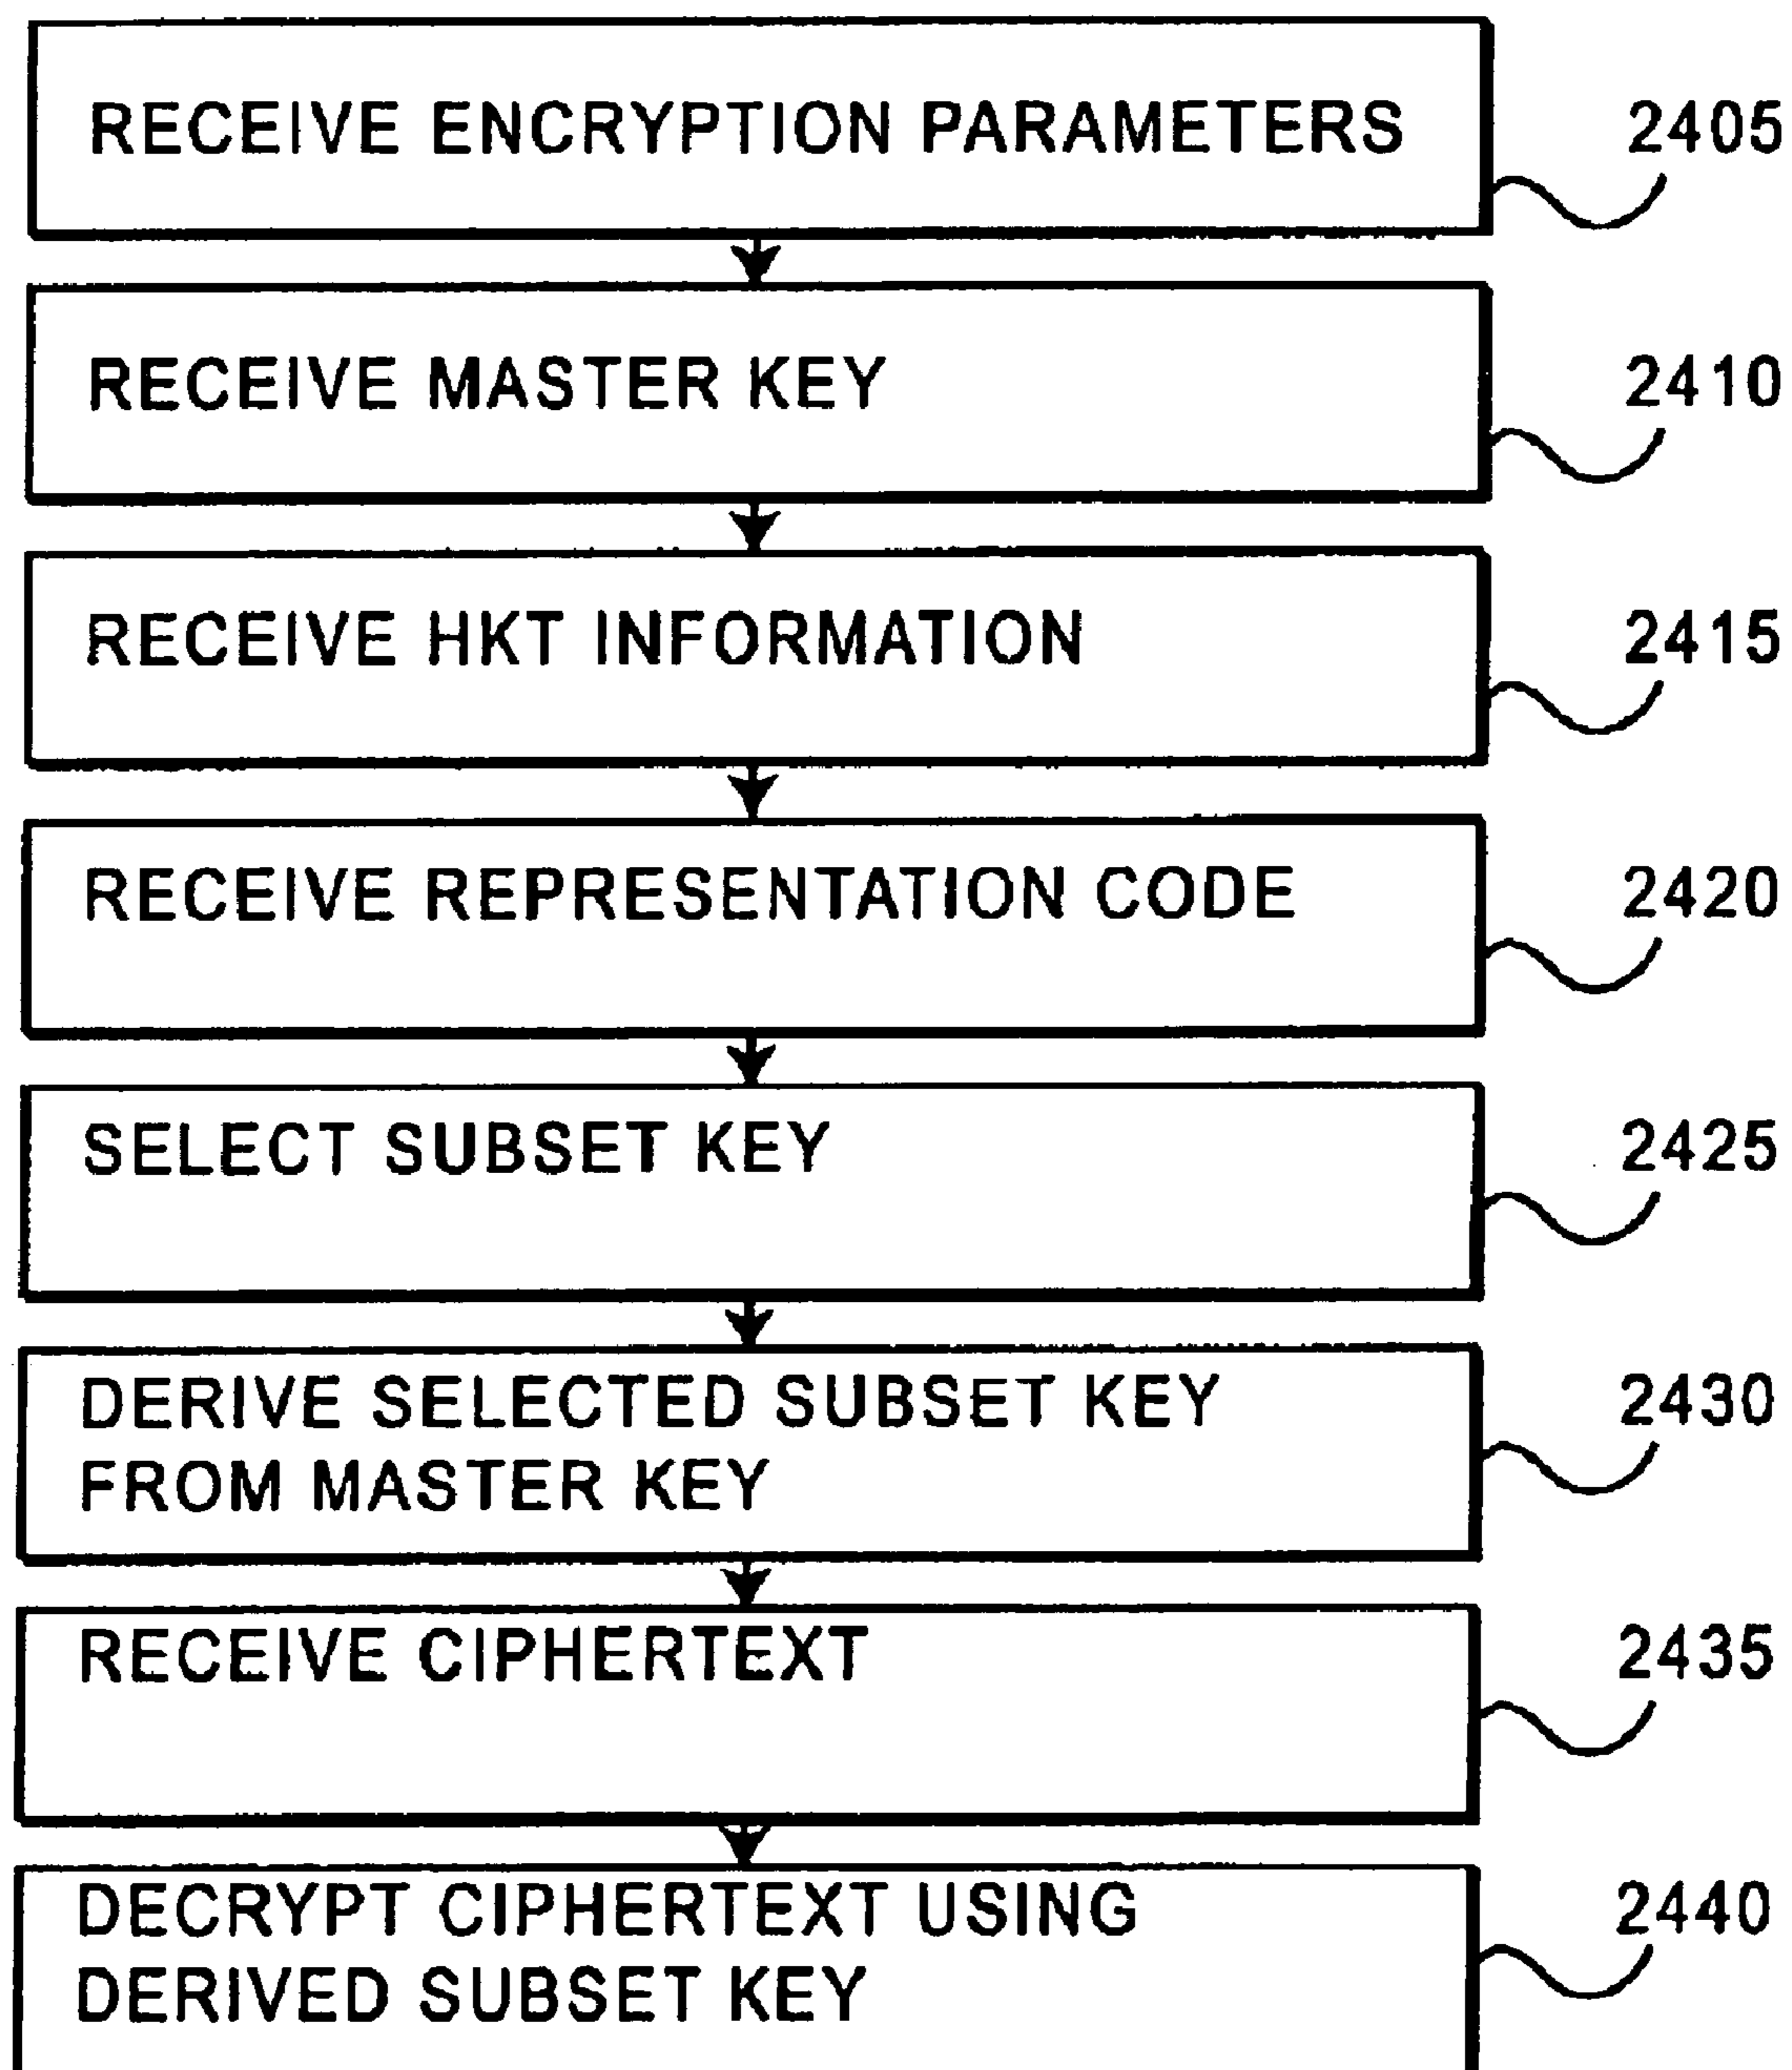 RECEIVE ENCRYPTION PARAMETERS 2405
RECEIVE MASTER KEY 2410
RECEIVE HKT INFORMATION 2415
RECEIVE REPRESENTATION CODE 2420
SELECT SUBSET KEY 2425
DERIVE SELECTED SUBSET KEY 2430
FROM MASTER KEY
RECEIVE CIPHERTEXT 2435
DECRYPT CIPHERTEXT USING 2440
DERIVED SUBSET KEY